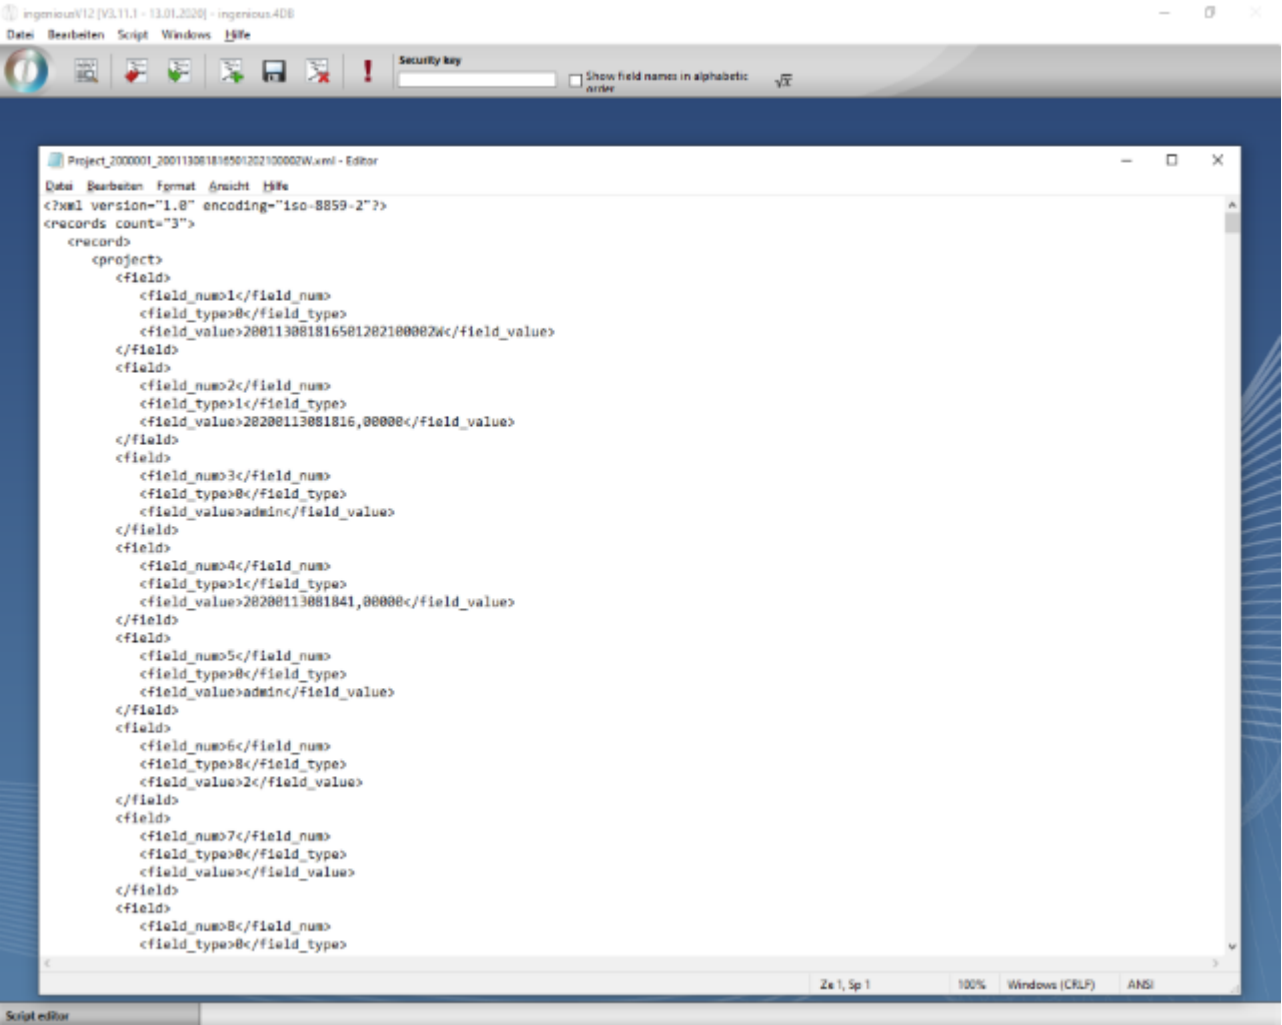 ingeniousV12 [V3.11.1 - 13.01.2020] - ingenious.4DB
Datei Bearbeiten Script Windows Hilfe
Security key
Show field names in alphabetic order
√x
Project_2000001_2001130818165012021​00002W.xml - Editor
Datei Bearbeiten Format Ansicht Hilfe
<?xml version="1.0" encoding="iso-8859-2"?>
<records count="3">
<record>
<project>
<field>
<field_num>1</field_num>
<field_type>0</field_type>
<field_value>200113081816501202100002W</field_value>
</field>
<field>
<field_num>2</field_num>
<field_type>1</field_type>
<field_value>20200113081816,00000</field_value>
</field>
<field>
<field_num>3</field_num>
<field_type>0</field_type>
<field_value>admin</field_value>
</field>
<field>
<field_num>4</field_num>
<field_type>1</field_type>
<field_value>20200113081841,00000</field_value>
</field>
<field>
<field_num>5</field_num>
<field_type>0</field_type>
<field_value>admin</field_value>
</field>
<field>
<field_num>6</field_num>
<field_type>8</field_type>
<field_value>2</field_value>
</field>
<field>
<field_num>7</field_num>
<field_type>0</field_type>
<field_value></field_value>
</field>
<field>
<field_num>8</field_num>
<field_type>0</field_type>
Ze 1, Sp 1 100% Windows (CRLF) ANSI
Script editor